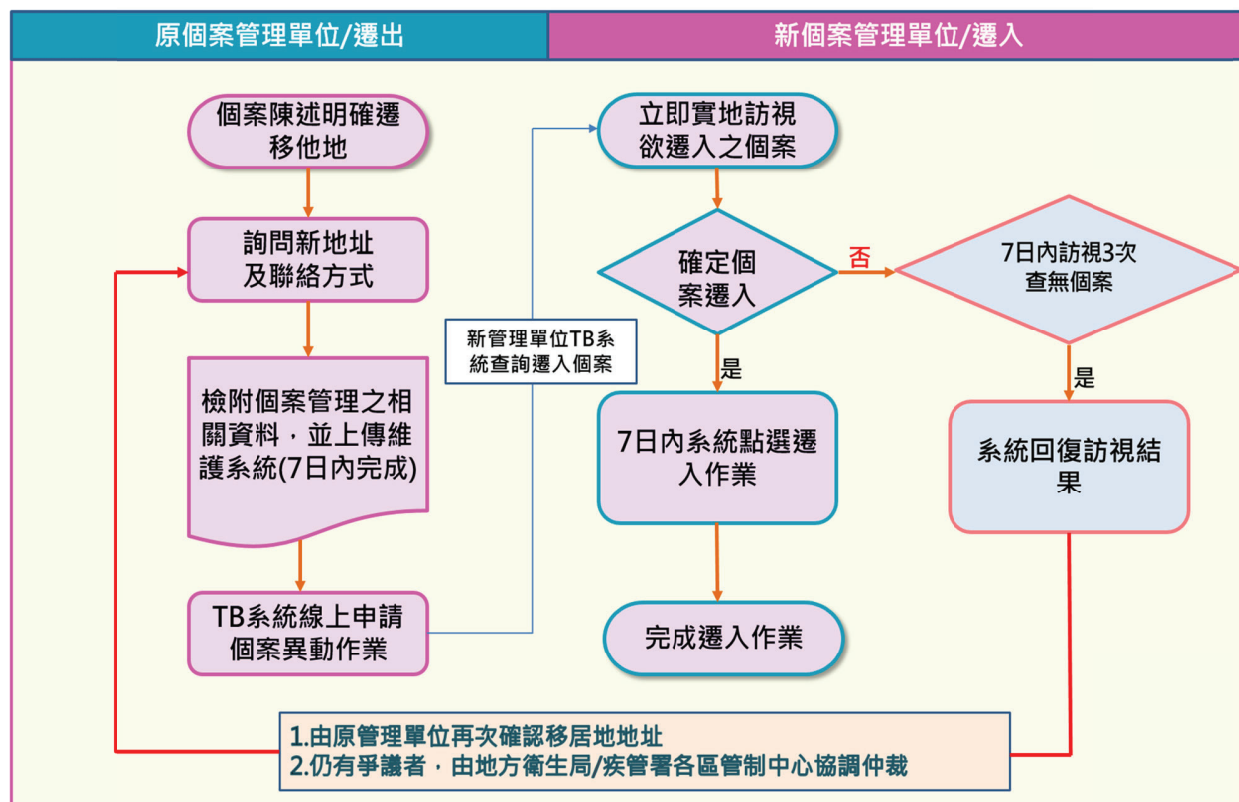 原個案管理單位/遷出
新個案管理單位/遷入
個案陳述明確遷
移他地
詢問新地址
及聯絡方式
檢附個案管理之相
關資料，並上傳維
護系統(7日內完成)
TB系統線上申請
個案異動作業
新管理單位TB系
統查詢遷入個案
立即實地訪視
欲遷入之個案
確定個
案遷入
否
7日內訪視3次
查無個案
是
7日內系統點選遷
入作業
是
系統回復訪視結
果
完成遷入作業
1.由原管理單位再次確認移居地地址
2.仍有爭議者，由地方衛生局/疾管署各區管制中心協調仲裁